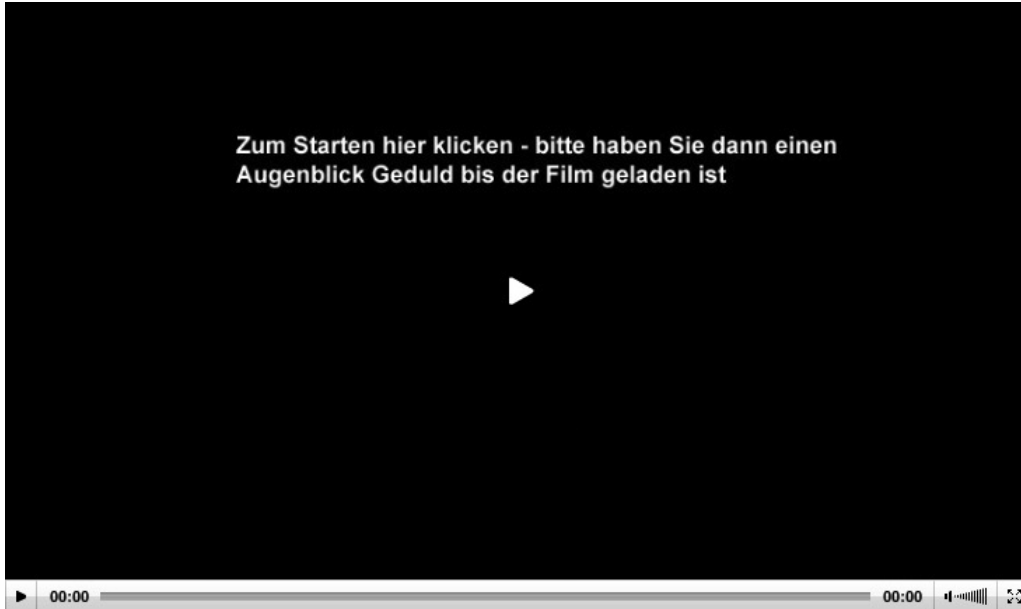 Zum Starten hier klicken - bitte haben Sie dann einen
Augenblick Geduld bis der Film geladen ist
00:00 00:00